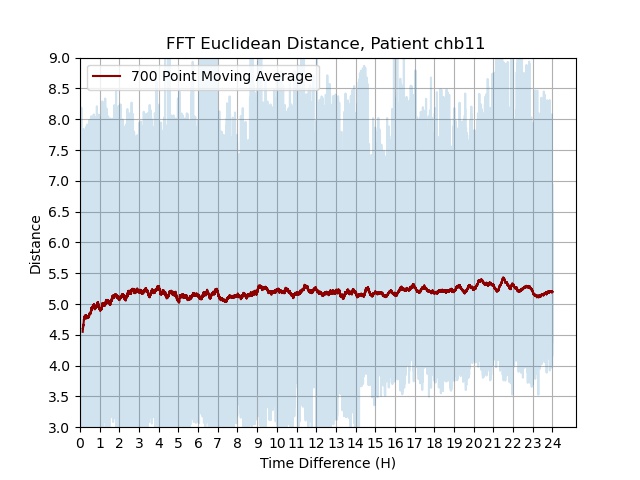 FFT Euclidean Distance, Patient chb11
700 Point Moving Average
9.0
8.5
8.0
7.5
7.0
6.5
6.0
5.5
5.0
4.5
4.0
3.5
3.0
Distance
0 1 2 3 4 5 6 7 8 9 10 11 12 13 14 15 16 17 18 19 20 21 22 23 24
Time Difference (H)